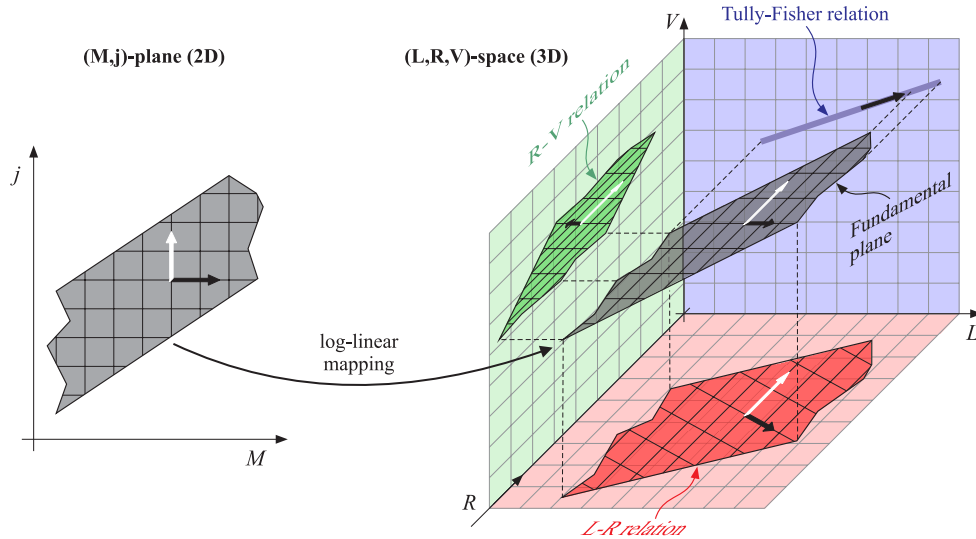 Tully-Fisher relation
(M,j)-plane (2D)
(L,R,V)-space (3D)
V
R-V relation
j
Fundamental
plane
L
log-linear
mapping
M
R
L-R relation